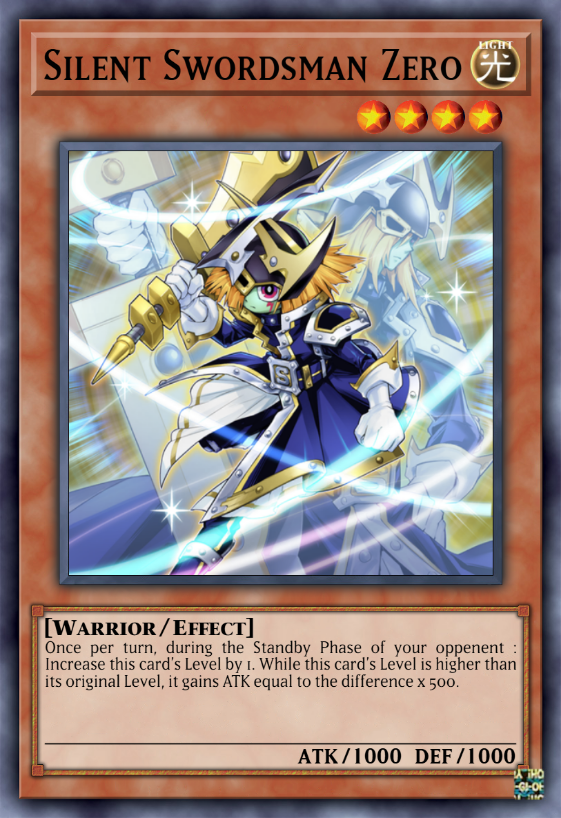 Silent Swordsman Zero
LIGHT
光
[Warrior/Effect]
Once per turn, during the Standby Phase of your opponent :
Increase this card's Level by 1. While this card's Level is higher than
its original Level, it gains ATK equal to the difference x 500.
ATK/1000 DEF/1000